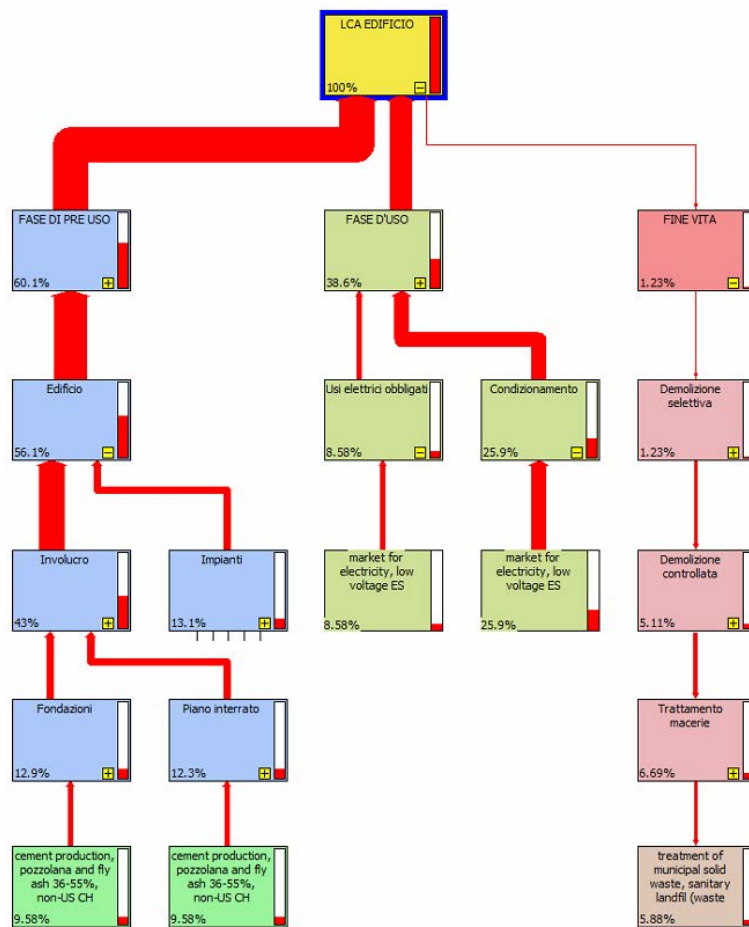 LCA EDIFICIO
100%
FASE DI PRE USO
60.1%
FASE D'USO
38.6%
FINE VITA
1.23%
Edificio
56.1%
Usi elettrici obbligati
8.58%
Condizionamento
25.9%
Demolizione
selettiva
1.23%
Involucro
43%
Impianti
13.1%
market for
electricity, low
voltage ES
8.58%
market for
electricity, low
voltage ES
25.9%
Demolizione
controllata
5.11%
Fondazioni
12.9%
Piano interrato
12.3%
Trattamento
macerie
6.69%
cement production,
pozzolana and fly
ash 36-55%,
non-US CH
9.58%
cement production,
pozzolana and fly
ash 36-55%,
non-US CH
9.58%
treatment of
municipal solid
waste, sanitary
landfil (waste
5.88%